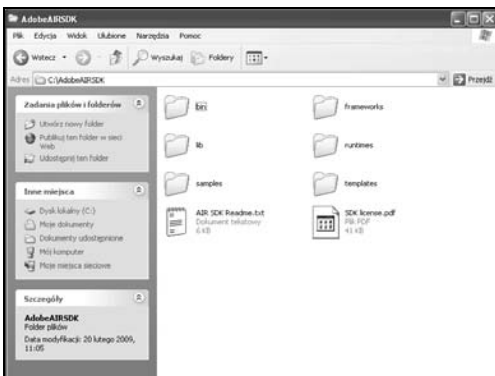 AdobeAIRSDK
Plik Edycja Widok Ulubione Narzędzia Pomoc
Wstecz Wyszukaj Foldery
Adres C:\AdobeAIRSDK Przejdź
Zadania plików i folderów
Utwórz nowy folder
Publikuj ten folder w sieci
Web
Udostępnij ten folder
Inne miejsca
Dysk lokalny (C:)
Moje dokumenty
Dokumenty udostępnione
Mój komputer
Moje miejsca sieciowe
Szczegóły
AdobeAIRSDK
Folder plików
Data modyfikacji: 20 lutego 2009,
11:05
bin frameworks
lib runtimes
samples templates
AIR SDK Readme.txt SDK license.pdf
Dokument tekstowy Plik PDF
6 KB 41 KB